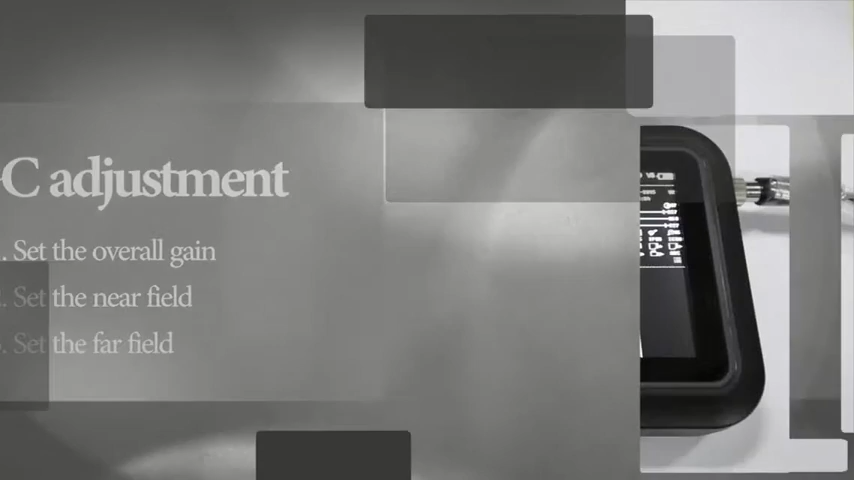 C adjustment
. Set the overall gain
. Set the near field
. Set the far field